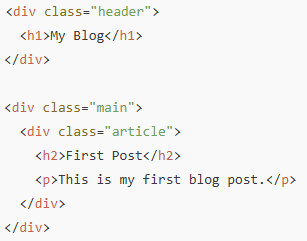 <div class="header">
  <h1>My Blog</h1>
</div>

<div class="main">
  <div class="article">
    <h2>First Post</h2>
    <p>This is my first blog post.</p>
  </div>
</div>